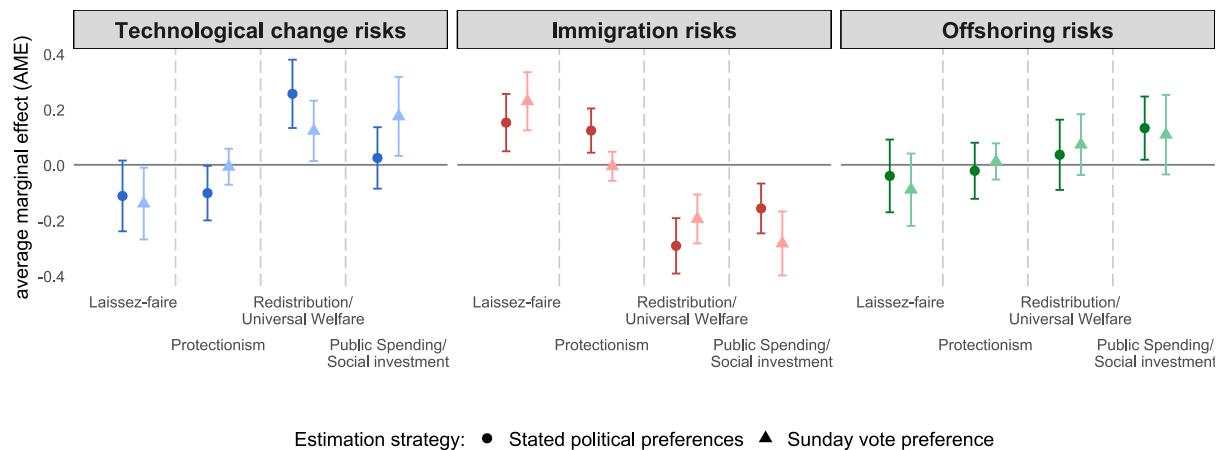 Technological change risks
Immigration risks
Offshoring risks
average marginal effect (AME)
0.4
0.2
0.0
-0.2
-0.4
Laissez-faire
Protectionism
Redistribution/
Universal Welfare
Public Spending/
Social investment
Laissez-faire
Protectionism
Redistribution/
Universal Welfare
Public Spending/
Social investment
Laissez-faire
Protectionism
Redistribution/
Universal Welfare
Public Spending/
Social investment
Estimation strategy: Stated political preferences Sunday vote preference